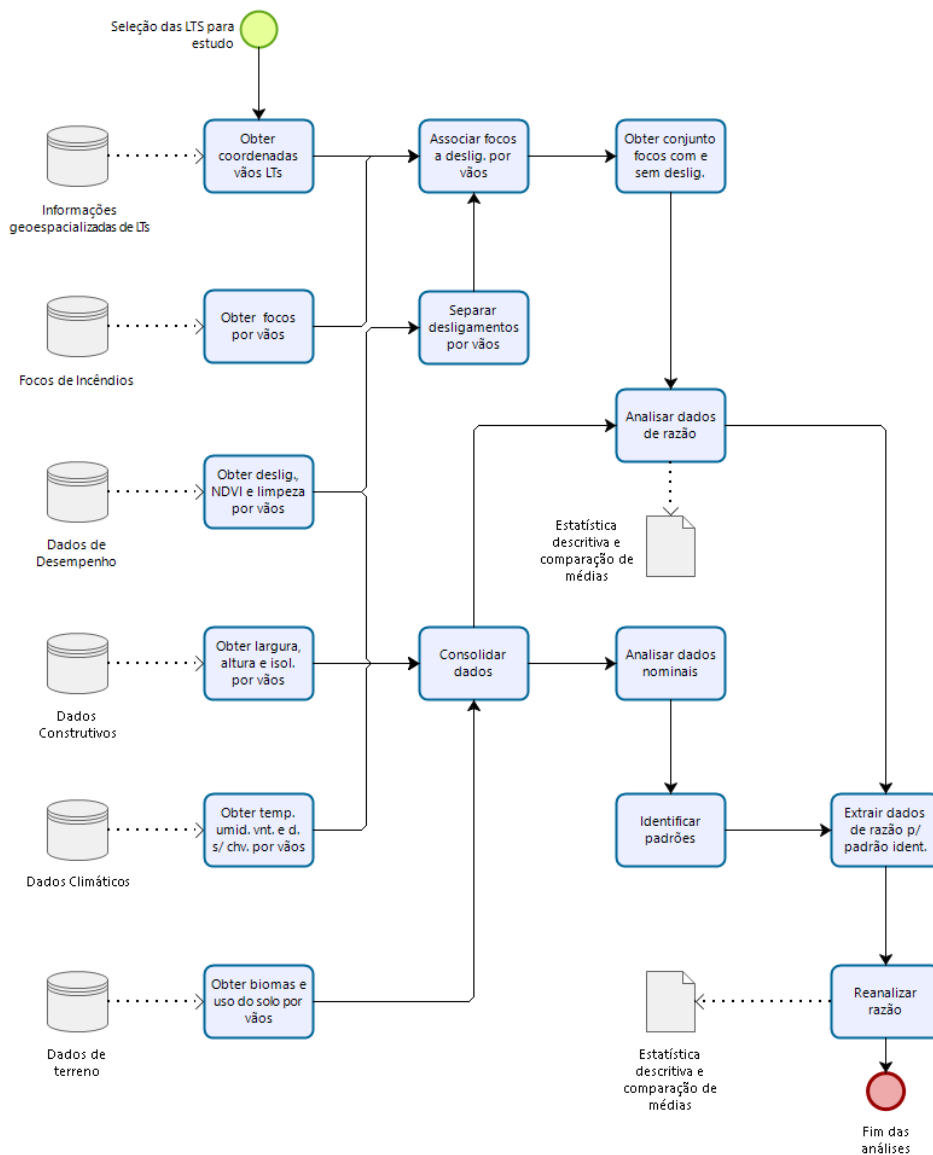 Seleção das LTS para
estudo
Obter
coordenadas
vãos LTs
Associar focos
a deslig. por
vãos
Obter conjunto
focos com e
sem deslig.
Informações
geoespacializadas de LTs
Obter focos
por vãos
Separar
desligamentos
por vãos
Focos de Incêndios
Analisar dados
de razão
Obter deslig.,
NDVI e limpeza
por vãos
Estatística
descritiva e
comparação de
médias
Dados de
Desempenho
Obter largura,
altura e isol.
por vãos
Consolidar
dados
Analisar dados
nominais
Dados
Construtivos
Obter temp.
umid. vnt. e d.
s/ chv. por vãos
Identificar
padrões
Extrair dados
de razão p/
padrão ident.
Dados Climáticos
Obter biomas e
uso do solo por
vãos
Reanalizar
razão
Dados de
terreno
Estatística
descritiva e
comparação de
médias
Fim das
análises